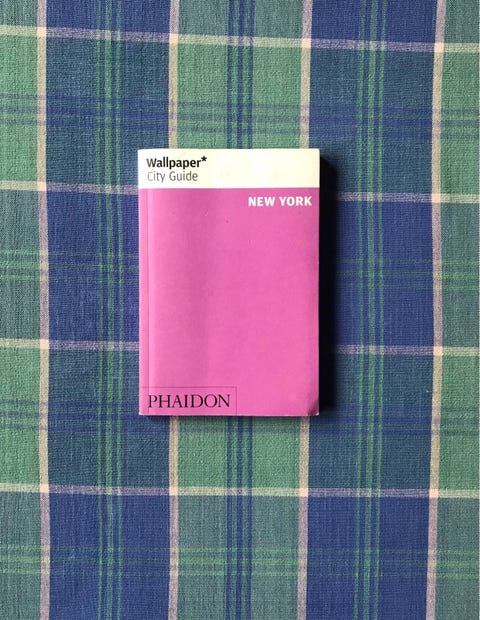 Wallpaper*
City Guide
NEW YORK
PHAIDON